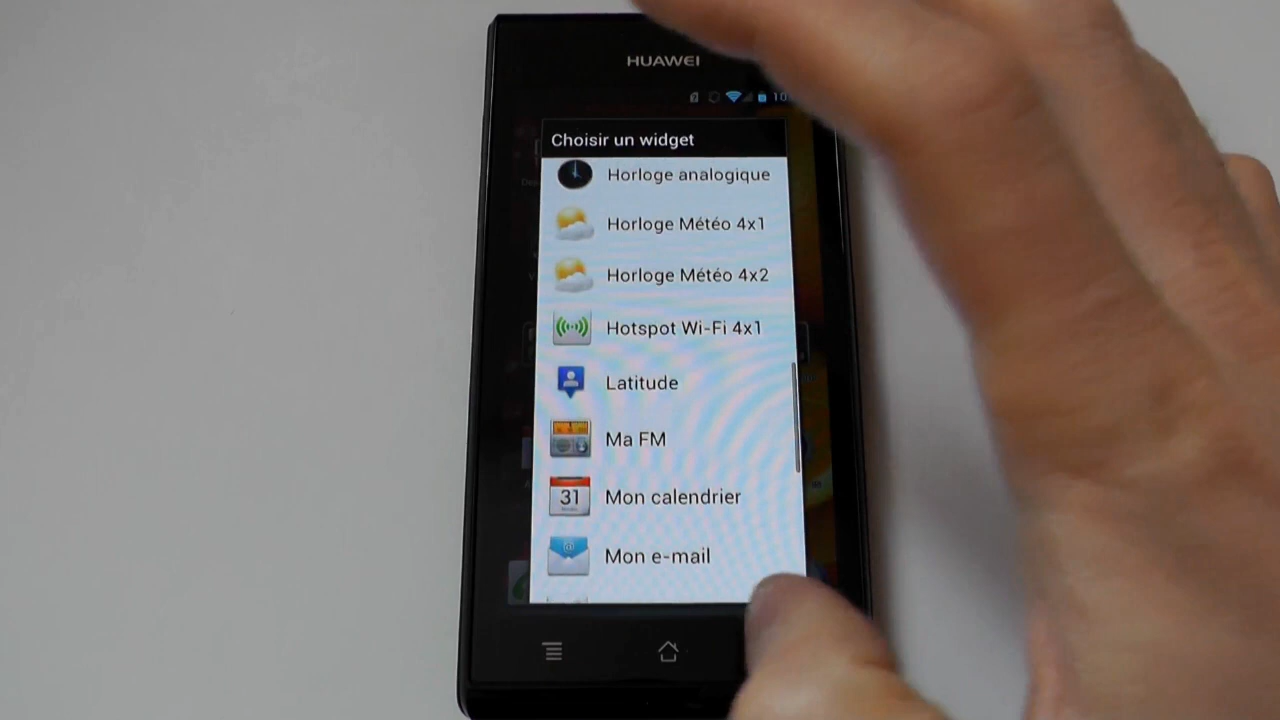 HUAWEI
10
Choisir un widget
Horloge analogique
Horloge Météo 4x1
Horloge Météo 4x2
Hotspot Wi-Fi 4x1
Latitude
Ma FM
31
Mon calendrier
@
Mon e-mail